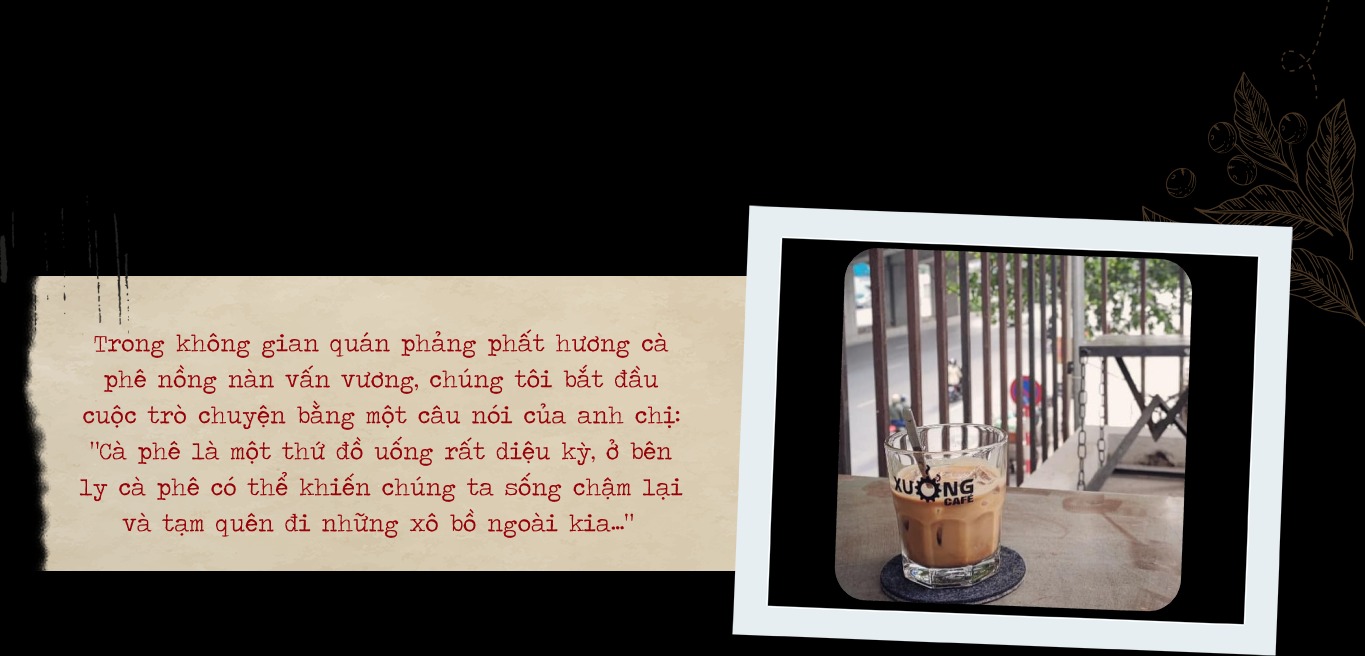 Trong không gian quán phảng phất hương cà
phê nồng nàn vấn vương, chúng tôi bắt đầu
cuộc trò chuyện bằng một câu nói của anh chị:
"Cà phê là một thứ đồ uống rất diệu kỳ, ở bên
ly cà phê có thể khiến chúng ta sống chậm lại
và tạm quên đi những xô bồ ngoài kia…"
XUONG
CAFÉ